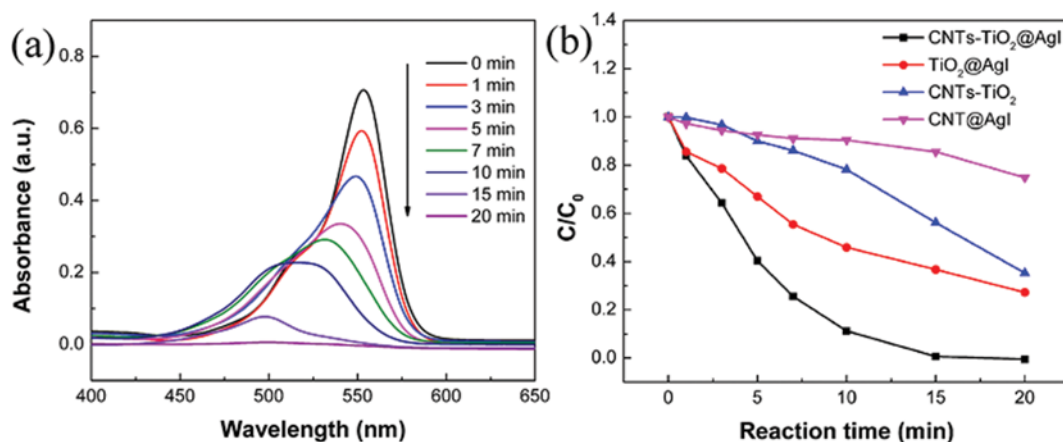 (a)
0.8
0.6
0.4
0.2
0.0
Absorbance (a.u.)
400
450
500
550
600
650
Wavelength (nm)
0 min
1 min
3 min
5 min
7 min
10 min
15 min
20 min
(b)
1.4
1.2
1.0
0.8
0.6
0.4
0.2
0.0
C/C₀
0
5
10
15
20
Reaction time (min)
CNTs-TiO₂@AgI
TiO₂@AgI
CNTs-TiO₂
CNT@AgI